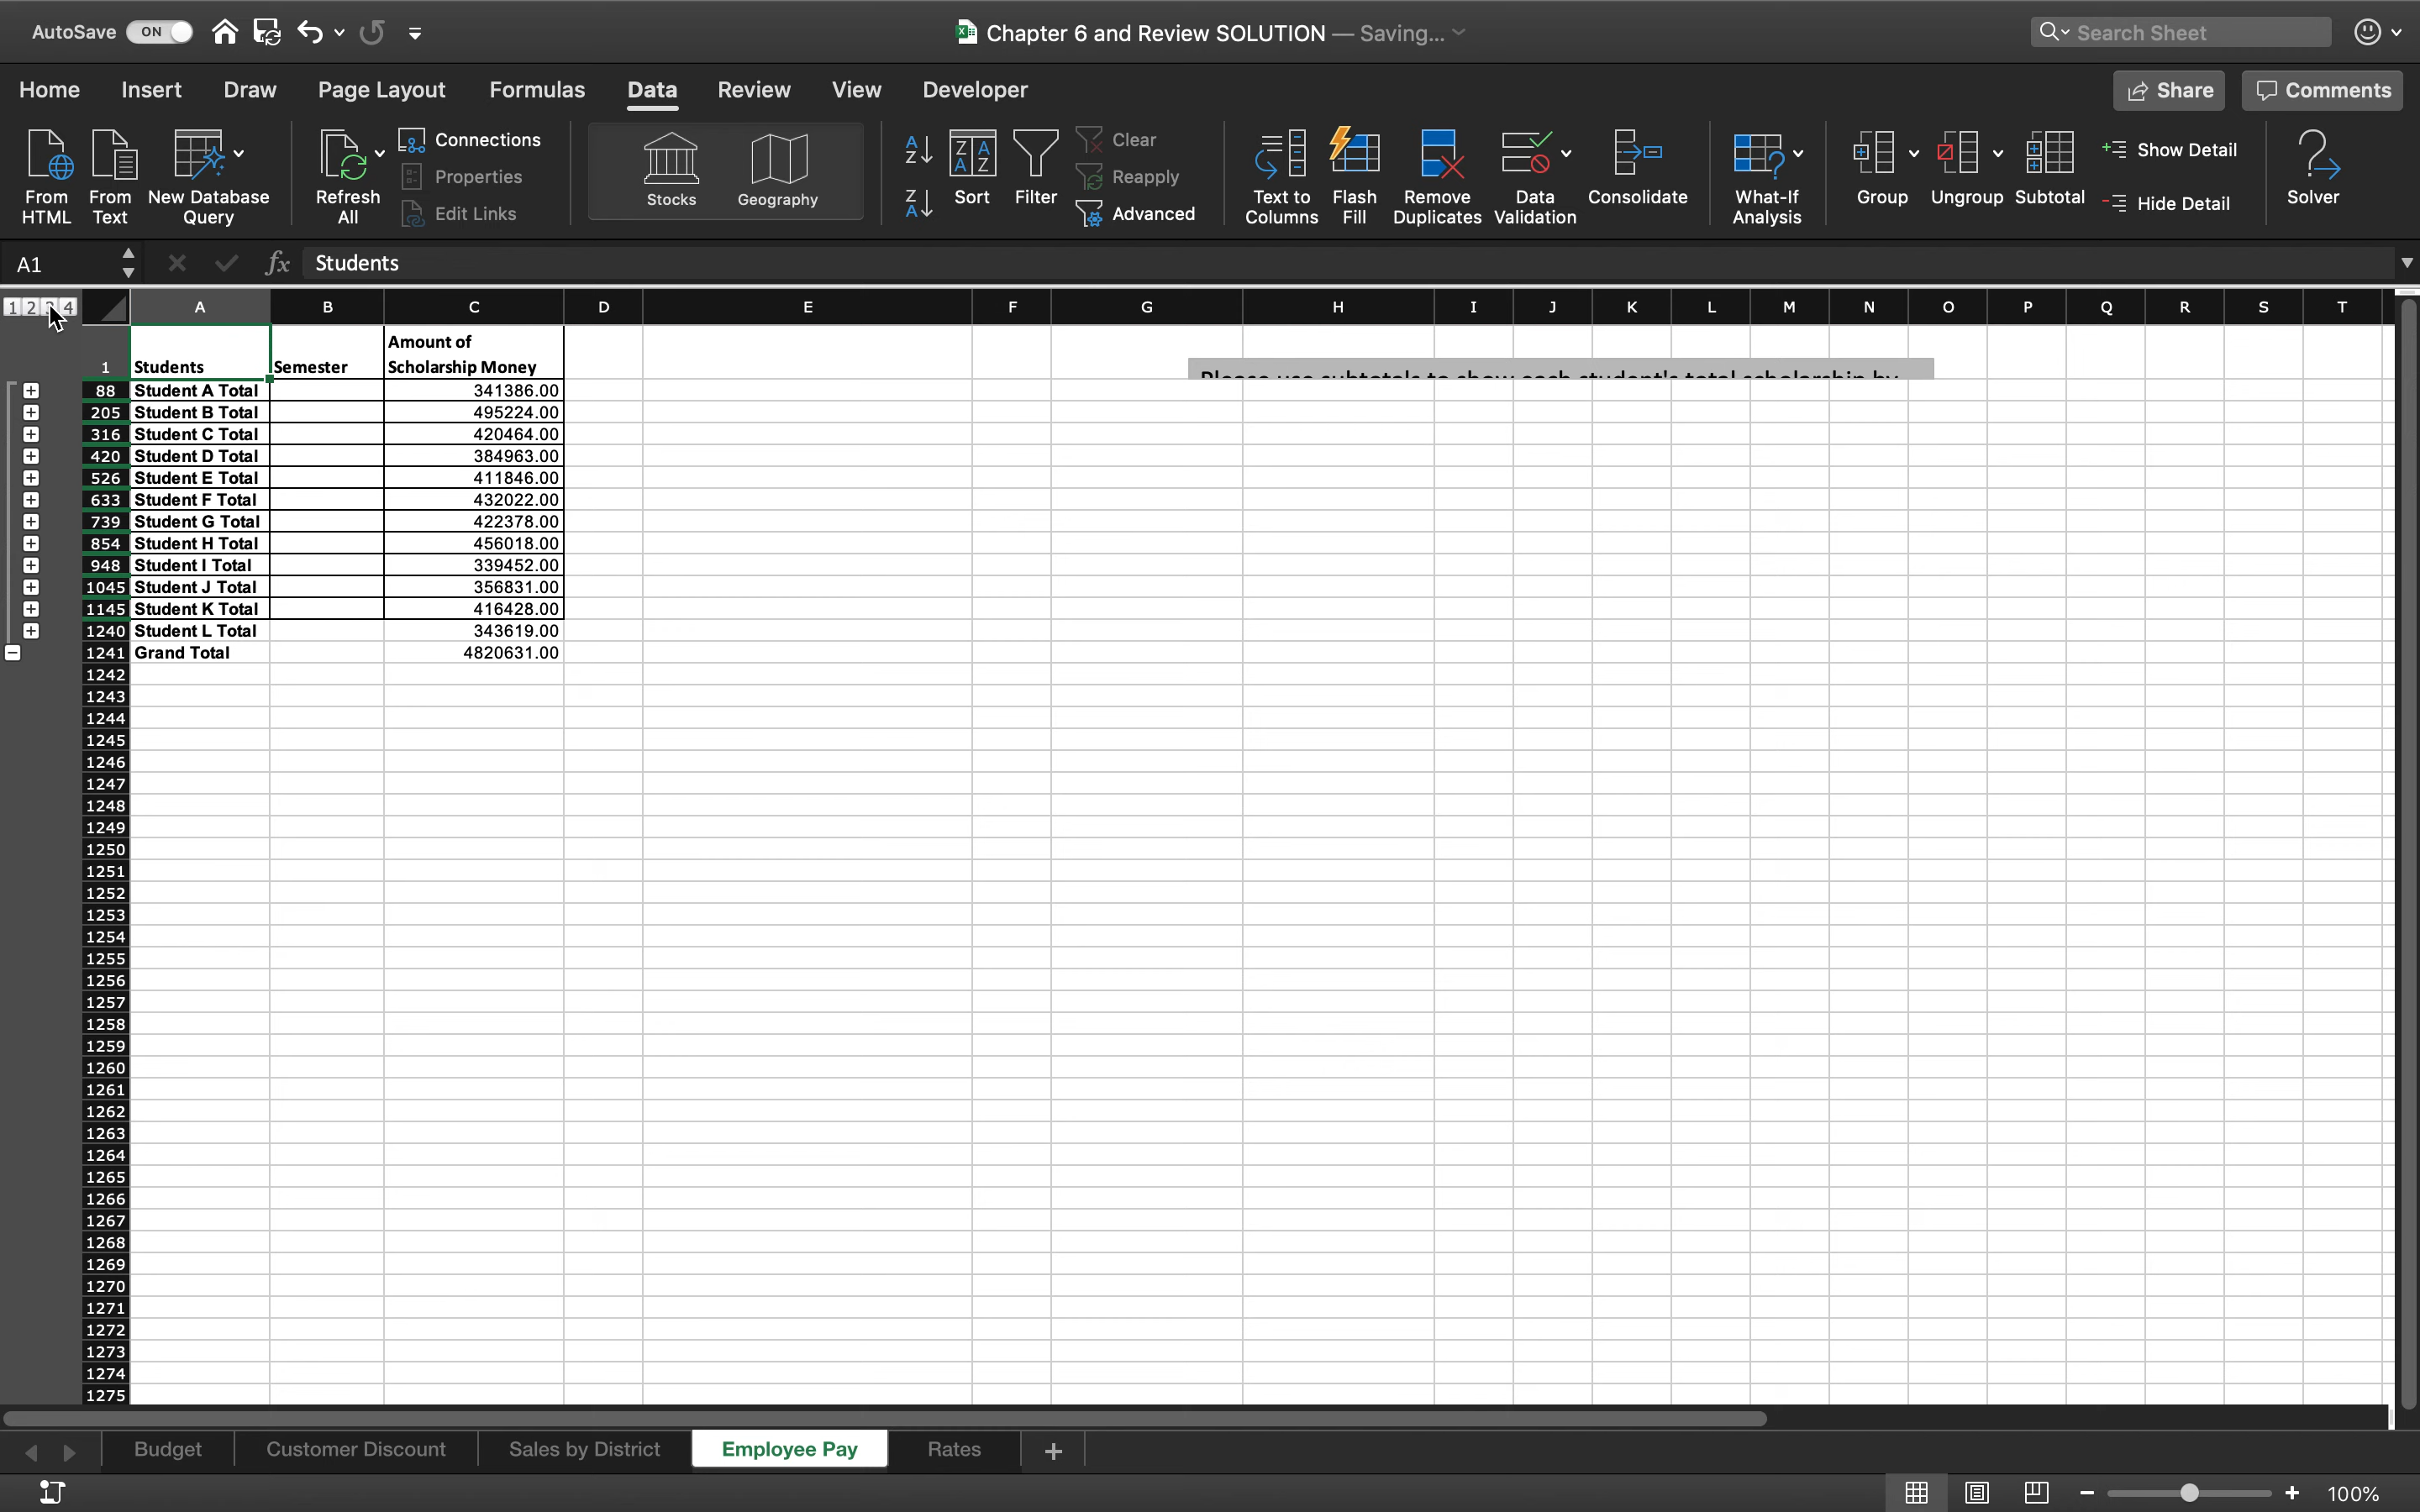 AutoSave ON Chapter 6 and Review SOLUTION — Saving... Search Sheet
Home Insert Draw Page Layout Formulas Data Review View Developer Share Comments
From HTML
From Text
New Database Query
Refresh All
Connections
Properties
Edit Links
Stocks
Geography
Sort
Filter
Clear
Reapply
Advanced
Text to Columns
Flash Fill
Remove Duplicates
Data Validation
Consolidate
What-If Analysis
Group
Ungroup
Subtotal
Show Detail
Hide Detail
Solver
A1 fx Students
1 2 3 4 A B C D E F G H I J K L M N O P Q R S T
1 Students Semester Amount of Scholarship Money
Please use subtotals to show each student's total scholarship by
88 Student A Total 341386.00
205 Student B Total 495224.00
316 Student C Total 420464.00
420 Student D Total 384963.00
526 Student E Total 411846.00
633 Student F Total 432022.00
739 Student G Total 422378.00
854 Student H Total 456018.00
948 Student I Total 339452.00
1045 Student J Total 356831.00
1145 Student K Total 416428.00
1240 Student L Total 343619.00
1241 Grand Total 4820631.00
1242
1243
1244
1245
1246
1247
1248
1249
1250
1251
1252
1253
1254
1255
1256
1257
1258
1259
1260
1261
1262
1263
1264
1265
1266
1267
1268
1269
1270
1271
1272
1273
1274
1275
Budget Customer Discount Sales by District Employee Pay Rates +
100%